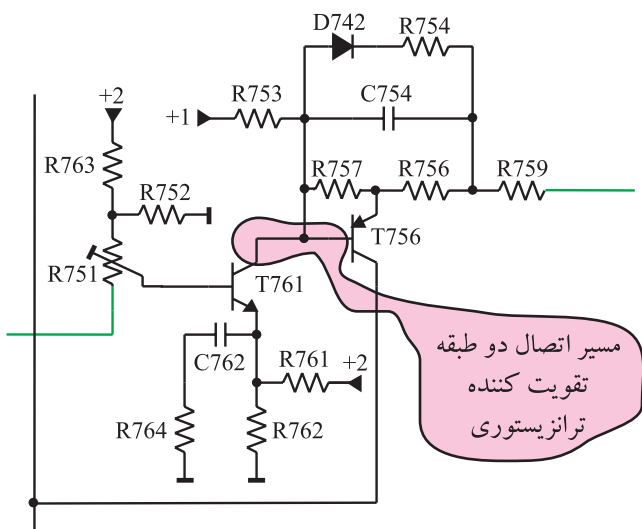 D742
R754
+2
R753
C754
+1
R763
R752
R757
R756
R759
T756
R751
T761
مسیر اتصال دو طبقه
تقویت کننده
ترانزیستوری
C762
R761
+2
R764
R762